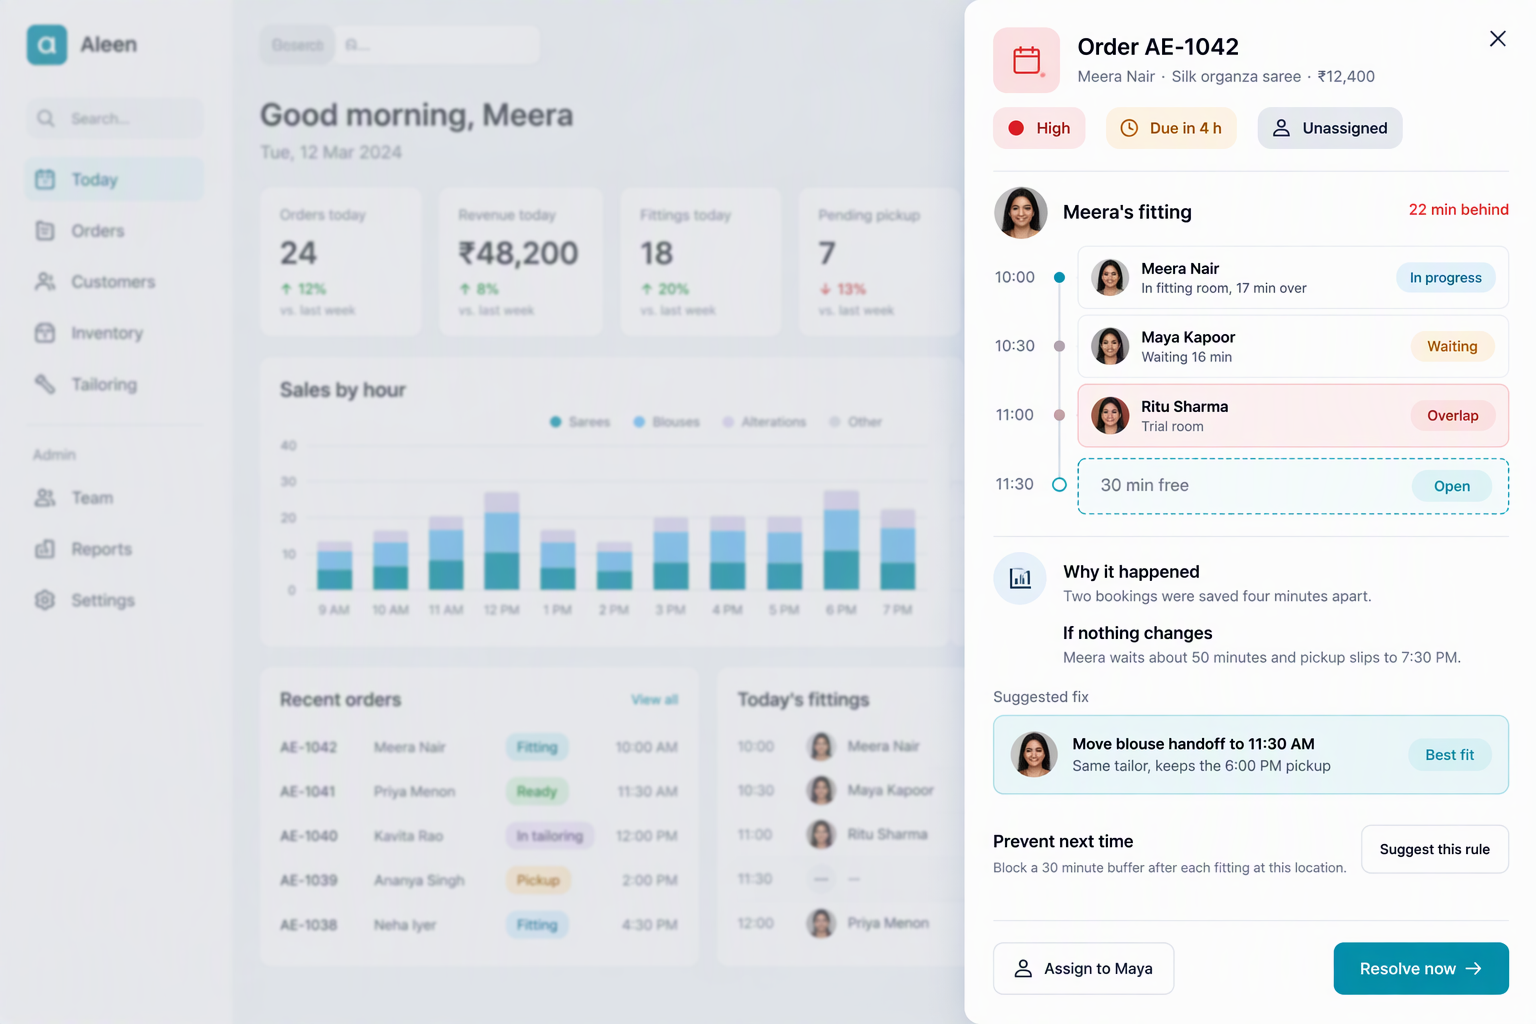 a
Aleen
Search...
Today
Orders
Customers
Inventory
Tailoring
Admin
Team
Reports
Settings
Good morning, Meera
Tue, 12 Mar 2024
Orders today
24
↑ 12%
vs. last week
Revenue today
₹48,200
↑ 8%
vs. last week
Fittings today
18
↑ 20%
vs. last week
Pending pickup
7
↓ 13%
vs. last week
Sales by hour
Sarees
Blouses
Alterations
Other
40
30
20
10
0
9 AM 10 AM 11 AM 12 PM 1 PM 2 PM 3 PM 4 PM 5 PM 6 PM 7 PM
Recent orders
View all
AE-1042 Meera Nair Fitting 10:00 AM
AE-1041 Priya Menon Ready 11:30 AM
AE-1040 Kavita Rao In tailoring 12:00 PM
AE-1039 Ananya Singh Pickup 2:00 PM
AE-1038 Neha Iyer Fitting 4:30 PM
Today's fittings
10:00 Meera Nair
10:30 Maya Kapoor
11:00 Ritu Sharma
11:30 — —
12:00 Priya Menon
Order AE-1042
Meera Nair · Silk organza saree · ₹12,400
High
Due in 4 h
Unassigned
Meera's fitting
22 min behind
10:00
Meera Nair
In fitting room, 17 min over
In progress
10:30
Maya Kapoor
Waiting 16 min
Waiting
11:00
Ritu Sharma
Trial room
Overlap
11:30
30 min free
Open
Why it happened
Two bookings were saved four minutes apart.
If nothing changes
Meera waits about 50 minutes and pickup slips to 7:30 PM.
Suggested fix
Move blouse handoff to 11:30 AM
Same tailor, keeps the 6:00 PM pickup
Best fit
Prevent next time
Block a 30 minute buffer after each fitting at this location.
Suggest this rule
Assign to Maya
Resolve now →